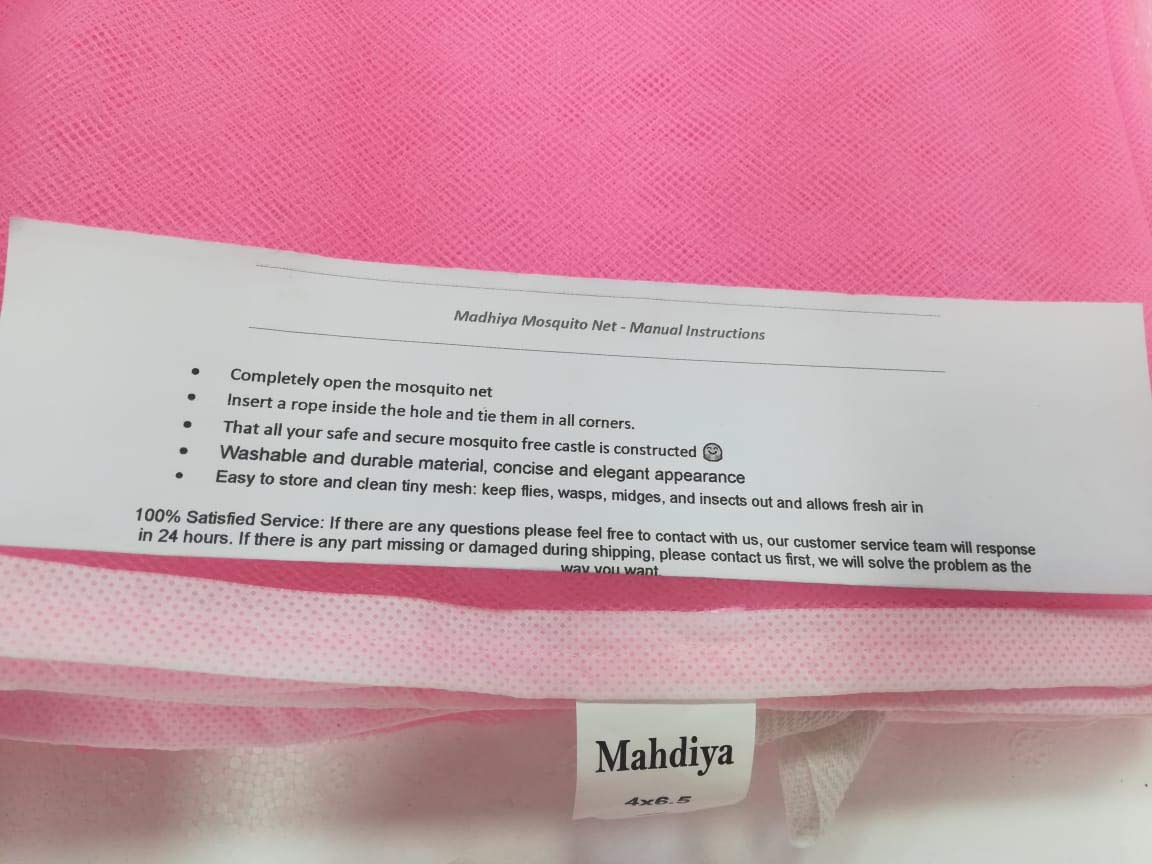 Madhiya Mosquito Net - Manual Instructions
• Completely open the mosquito net
• Insert a rope inside the hole and tie them in all corners.
• That all your safe and secure mosquito free castle is constructed
• Washable and durable material, concise and elegant appearance
• Easy to store and clean tiny mesh: keep flies, wasps, midges, and insects out and allows fresh air in
100% Satisfied Service: If there are any questions please feel free to contact with us, our customer service team will response
in 24 hours. If there is any part missing or damaged during shipping, please contact us first, we will solve the problem as the
way you want.
Mahdiya
4x6.5